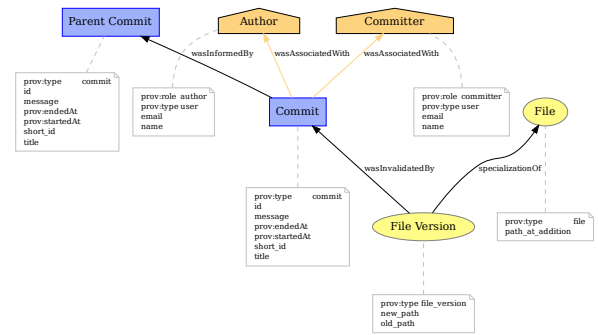 Parent Commit
Author
Committer
wasInformedBy
wasAssociatedWith
wasAssociatedWith
prov:type commit
id
message
prov:endedAt
prov:startedAt
short_id
title
prov:role author
prov:type user
email
name
prov:role committer
prov:type user
email
name
Commit
File
wasInvalidatedBy
specializationOf
prov:type commit
id
message
prov:endedAt
prov:startedAt
short_id
title
File Version
prov:type file
path_at_addition
prov:type file_version
new_path
old_path